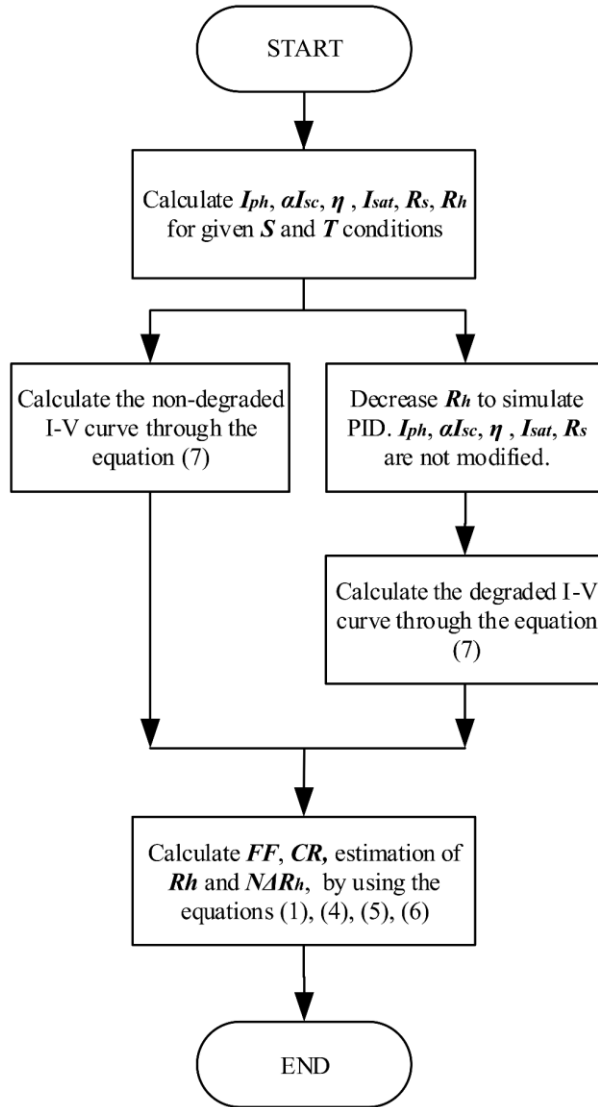 START
Calculate Iph, αIsc, η , Isat, Rs, Rh
for given S and T conditions
Calculate the non-degraded
I-V curve through the
equation (7)
Decrease Rh to simulate
PID. Iph, αIsc, η , Isat, Rs
are not modified.
Calculate the degraded I-V
curve through the equation
(7)
Calculate FF, CR, estimation of
Rh and NΔRh, by using the
equations (1), (4), (5), (6)
END